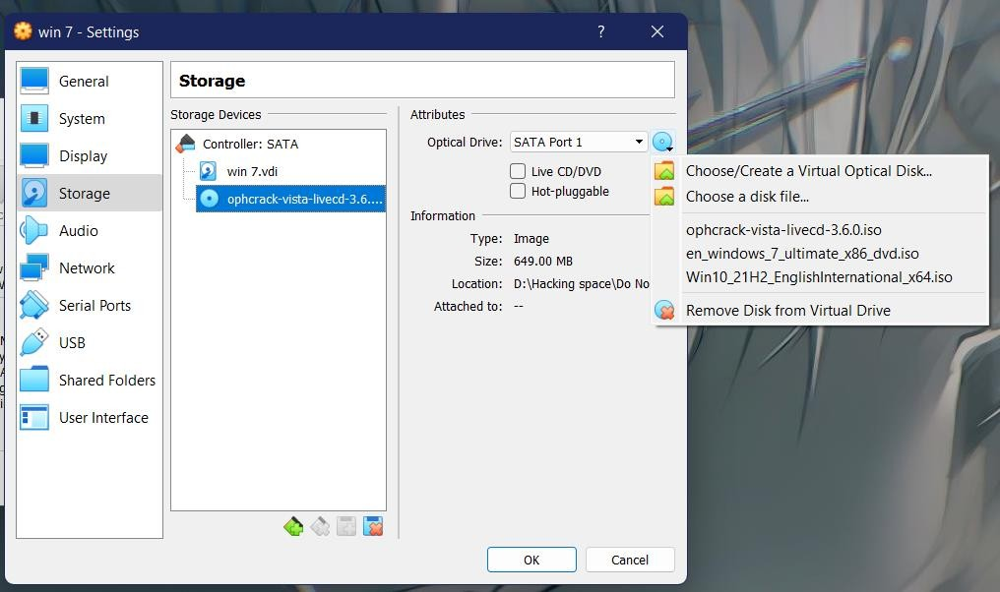 win 7 - Settings
?
General
System
Display
Storage
Audio
Network
Serial Ports
USB
Shared Folders
User Interface
Storage
Storage Devices
Controller: SATA
win 7.vdi
ophcrack-vista-livecd-3.6....
Attributes
Optical Drive: SATA Port 1
Live CD/DVD
Hot-pluggable
Information
Type: Image
Size: 649.00 MB
Location: D:\Hacking space\Do No
Attached to: --
Choose/Create a Virtual Optical Disk...
Choose a disk file...
ophcrack-vista-livecd-3.6.0.iso
en_windows_7_ultimate_x86_dvd.iso
Win10_21H2_EnglishInternational_x64.iso
Remove Disk from Virtual Drive
OK
Cancel